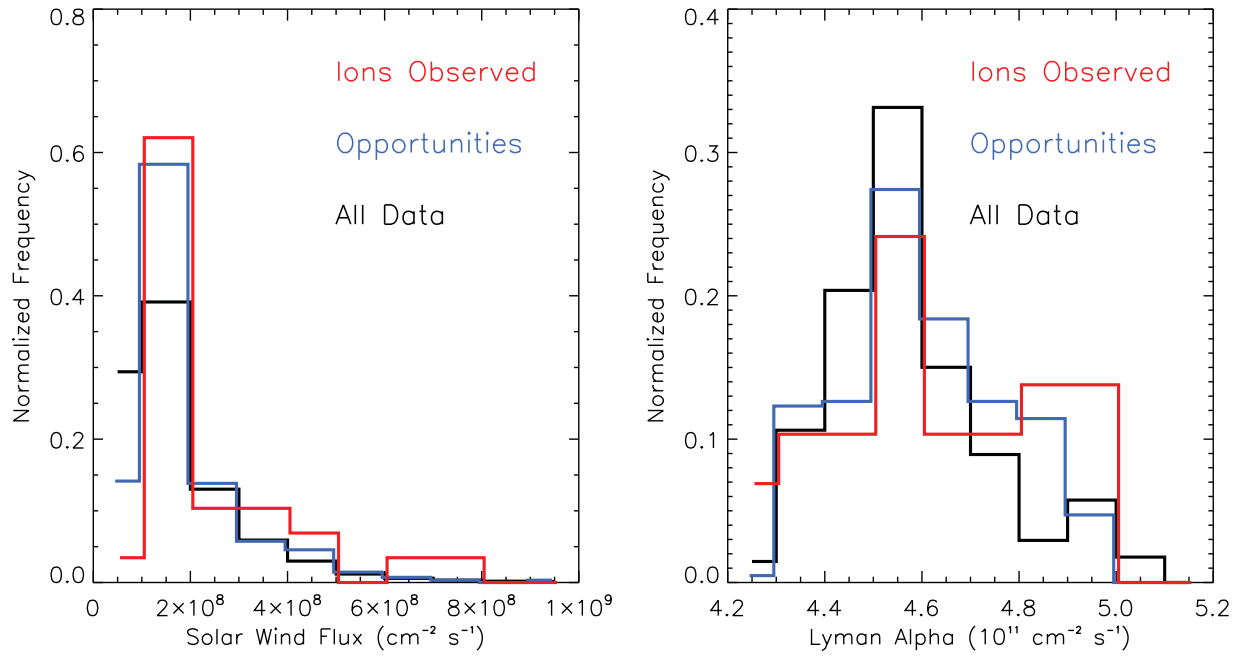 0.8
0.6
0.4
0.2
0.0
Normalized Frequency
Ions Observed
Opportunities
All Data
0 2×10⁸ 4×10⁸ 6×10⁸ 8×10⁸ 1×10⁹
Solar Wind Flux (cm⁻² s⁻¹)
0.4
0.3
0.2
0.1
0.0
Normalized Frequency
Ions Observed
Opportunities
All Data
4.2 4.4 4.6 4.8 5.0 5.2
Lyman Alpha (10¹¹ cm⁻² s⁻¹)